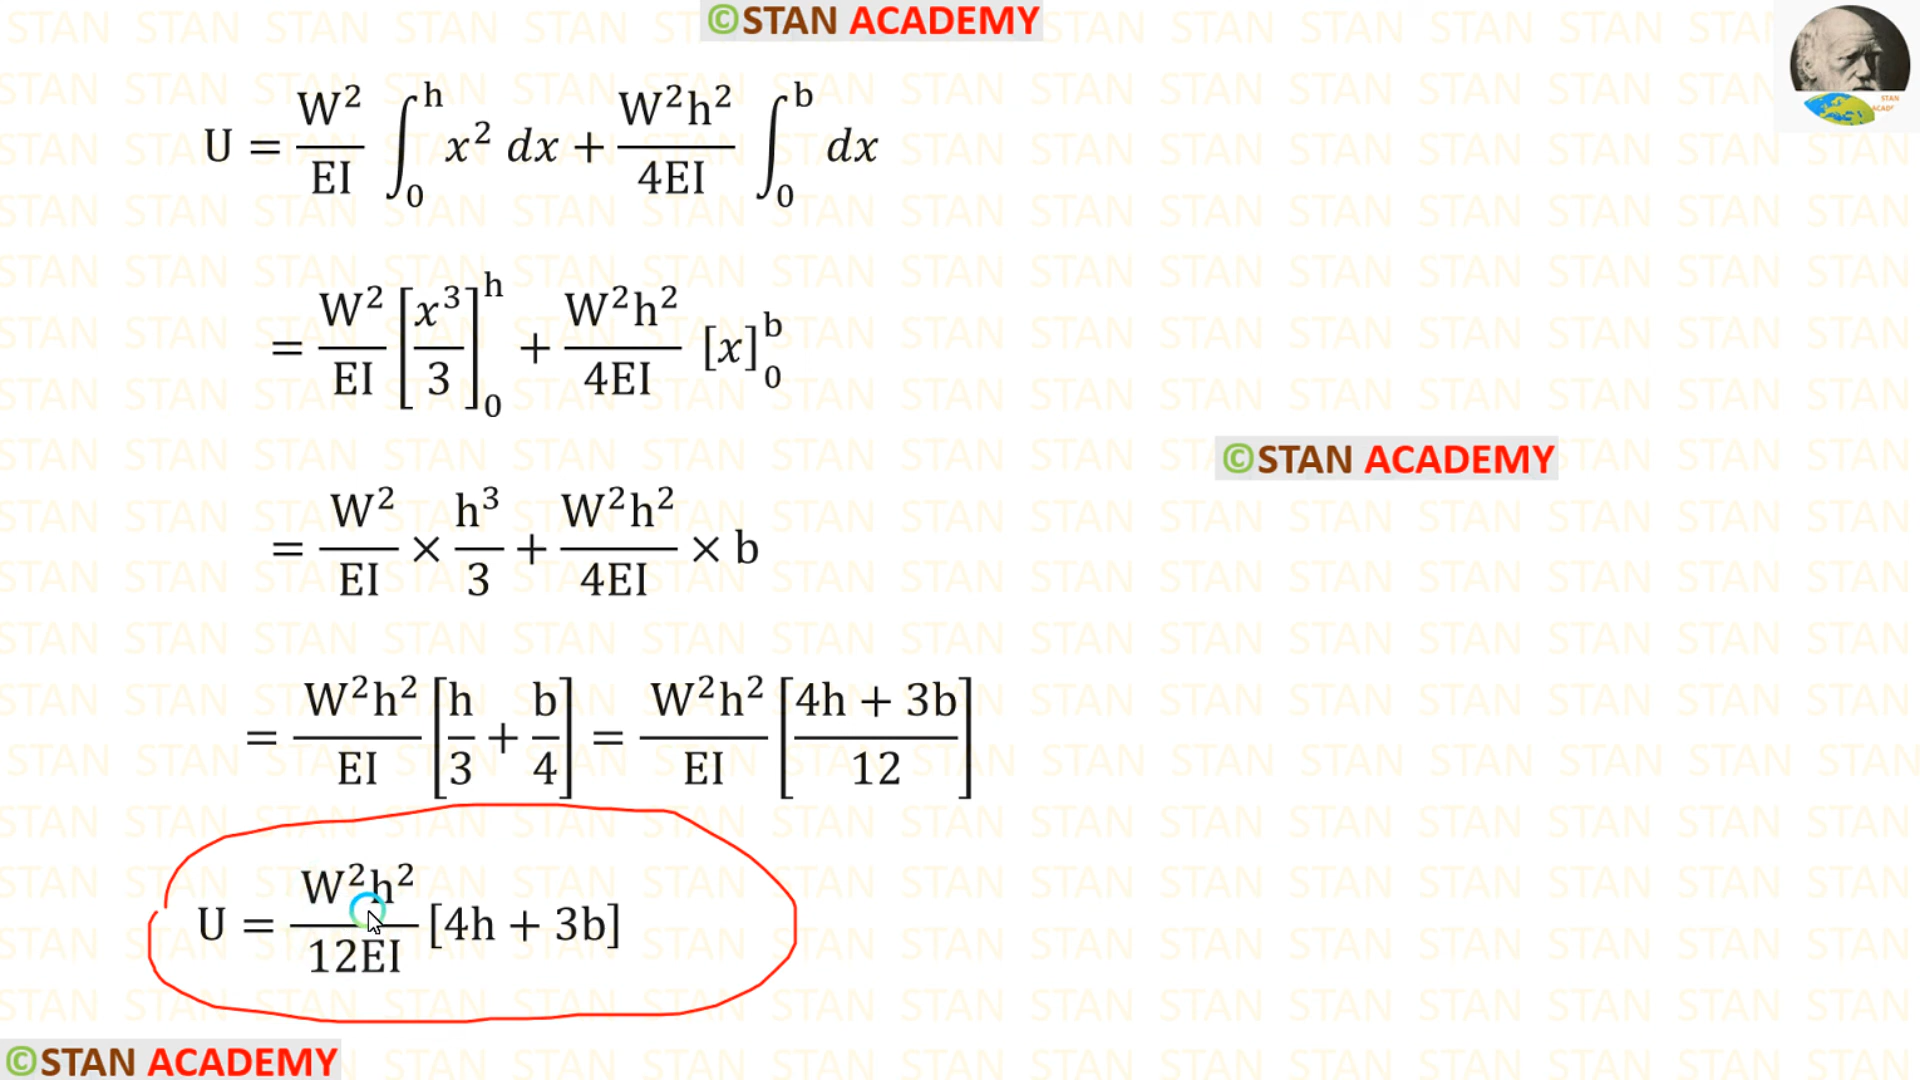 ©STAN ACADEMY
U = W²/EI ∫₀ʰ x² dx + W²h²/4EI ∫₀ᵇ dx
= W²/EI [x³/3]₀ʰ + W²h²/4EI [x]₀ᵇ
©STAN ACADEMY
= W²/EI × h³/3 + W²h²/4EI × b
= W²h²/EI [h/3 + b/4] = W²h²/EI [4h + 3b/12]
U = W²h²/12EI [4h + 3b]
©STAN ACADEMY